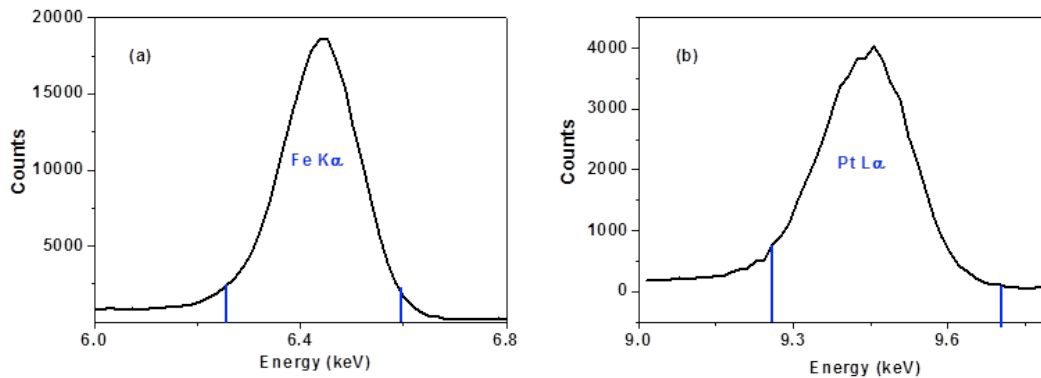 20000
(a)
15000
Counts
Fe Kα
10000
5000
6.0 6.4 6.8
Energy (keV)
4000
(b)
3000
Counts
Pt Lα
2000
1000
0
9.0 9.3 9.6
Energy (keV)